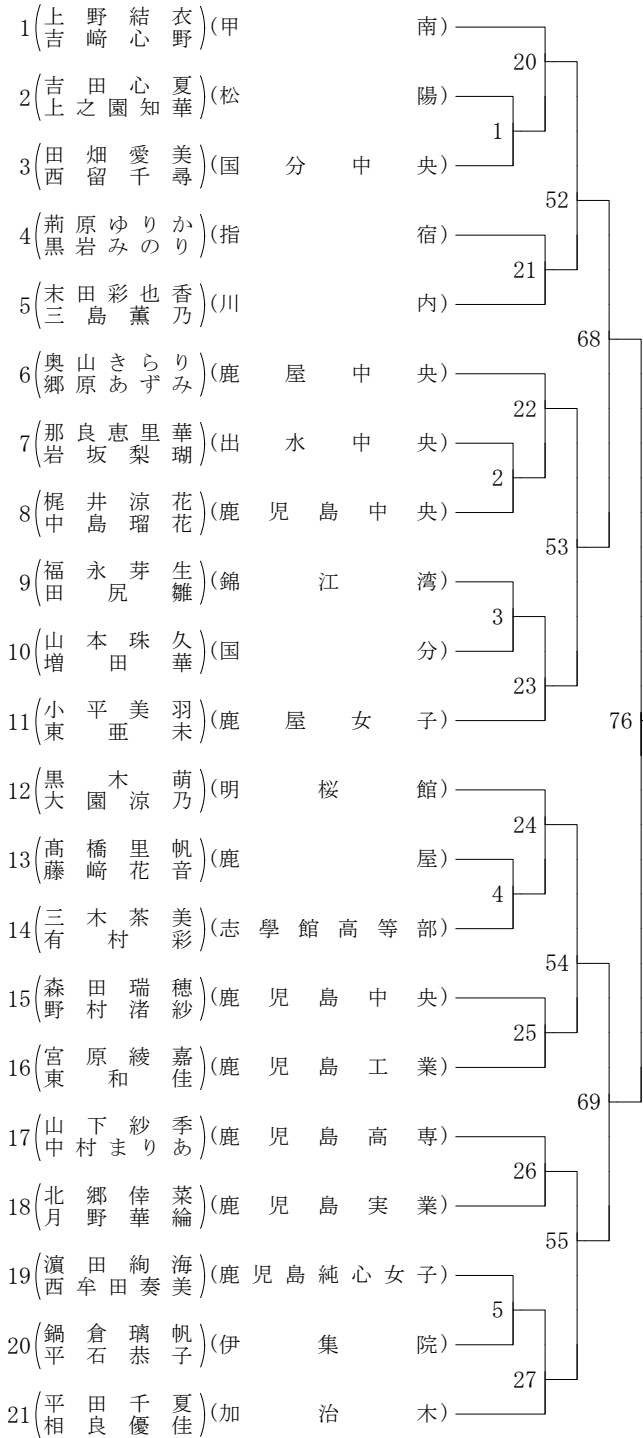 1(上野結衣 吉﨑心野)(甲南)
20
2(吉田心夏 上之園知華)(松陽)
1
3(田畑愛美 西留千尋)(国分中央)
52
4(荊原ゆりか 黒岩みのり)(指宿)
21
5(末田彩也香 三島薫乃)(川内)
68
6(奥山きらり 郷原あずみ)(鹿屋中央)
22
7(那良恵里華 岩坂梨瑚)(出水中央)
2
8(梶井涼花 中島瑠花)(鹿児島中央)
53
9(福永芽生 田尻雛)(錦江湾)
3
10(山本珠久 増田華)(国分)
23
11(小平美羽 東亜未)(鹿屋女子)
76
12(黒木萌 大園涼乃)(明桜館)
24
13(髙橋里帆 藤﨑花音)(鹿屋)
4
14(三木茶美 有村彩)(志學館高等部)
54
15(森田瑞穂 野村渚紗)(鹿児島中央)
25
16(宮原綾嘉 東和佳)(鹿児島工業)
69
17(山下紗季 中村まりあ)(鹿児島高専)
26
18(北郷倖菜 月野華綸)(鹿児島実業)
55
19(濵田絢海 西牟田奏美)(鹿児島純心女子)
5
20(鍋倉璃帆 平石恭子)(伊集院)
27
21(平田千夏 相良優佳)(加治木)